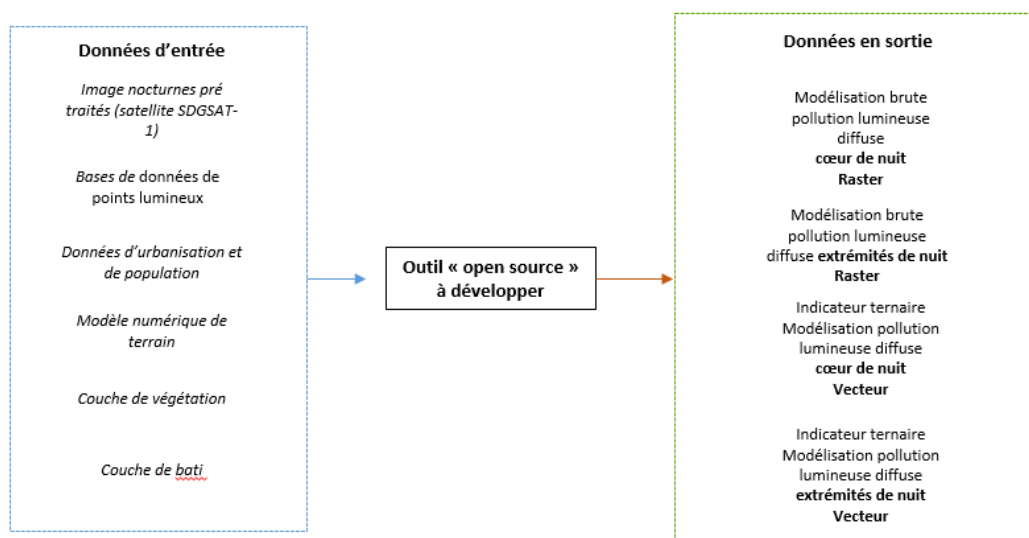 Données d'entrée
Image nocturnes pré
traités (satellite SDGSAT-
1)
Bases de données de
points lumineux
Données d'urbanisation et
de population
Modèle numérique de
terrain
Couche de végétation
Couche de bati
Outil « open source »
à développer
Données en sortie
Modélisation brute
pollution lumineuse
diffuse
cœur de nuit
Raster
Modélisation brute
pollution lumineuse
diffuse extrémités de nuit
Raster
Indicateur ternaire
Modélisation pollution
lumineuse diffuse
cœur de nuit
Vecteur
Indicateur ternaire
Modélisation pollution
lumineuse diffuse
extrémités de nuit
Vecteur